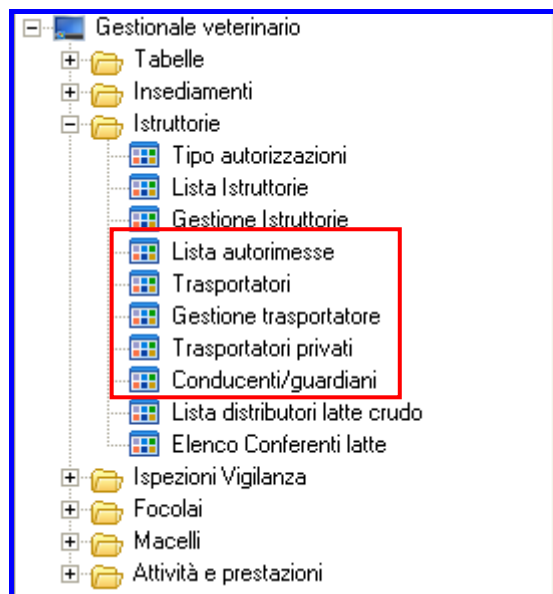 Gestionale veterinario
Tabelle
Insediamenti
Istruttorie
Tipo autorizzazioni
Lista Istruttorie
Gestione Istruttorie
Lista autorimesse
Trasportatori
Gestione trasportatore
Trasportatori privati
Conducenti/guardiani
Lista distributori latte crudo
Elenco Conferenti latte
Ispezioni Vigilanza
Focolai
Macelli
Attività e prestazioni